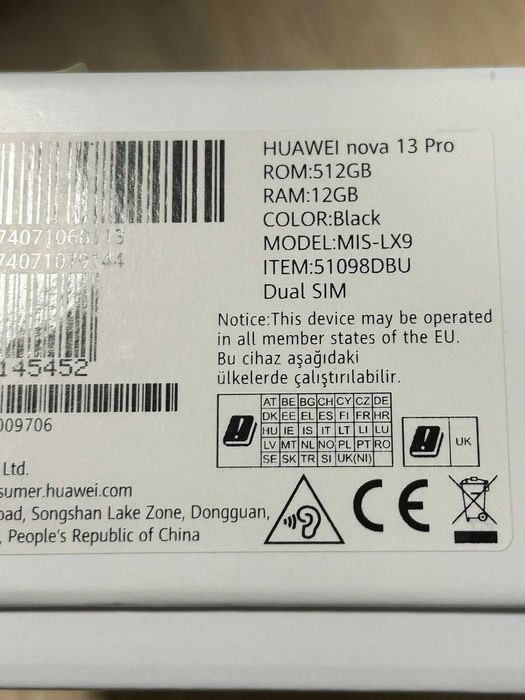 HUAWEI nova 13 Pro
ROM:512GB
RAM:12GB
COLOR:Black
MODEL:MIS-LX9
ITEM:51098DBU
Dual SIM
74071068113
74071079144
145452
009706
Notice:This device may be operated
in all member states of the EU.
Bu cihaz aşağıdaki
ülkelerde çalıştırılabilir.
AT BE BG CH CY CZ DE
DK EE EL ES FI FR HR
HU IE IS IT LT LI LU
LV MT NL NO PL PT RO
SE SK TR SI UK(NI)
UK
Ltd.
sumer.huawei.com
oad, Songshan Lake Zone, Dongguan,
, People's Republic of China
CE